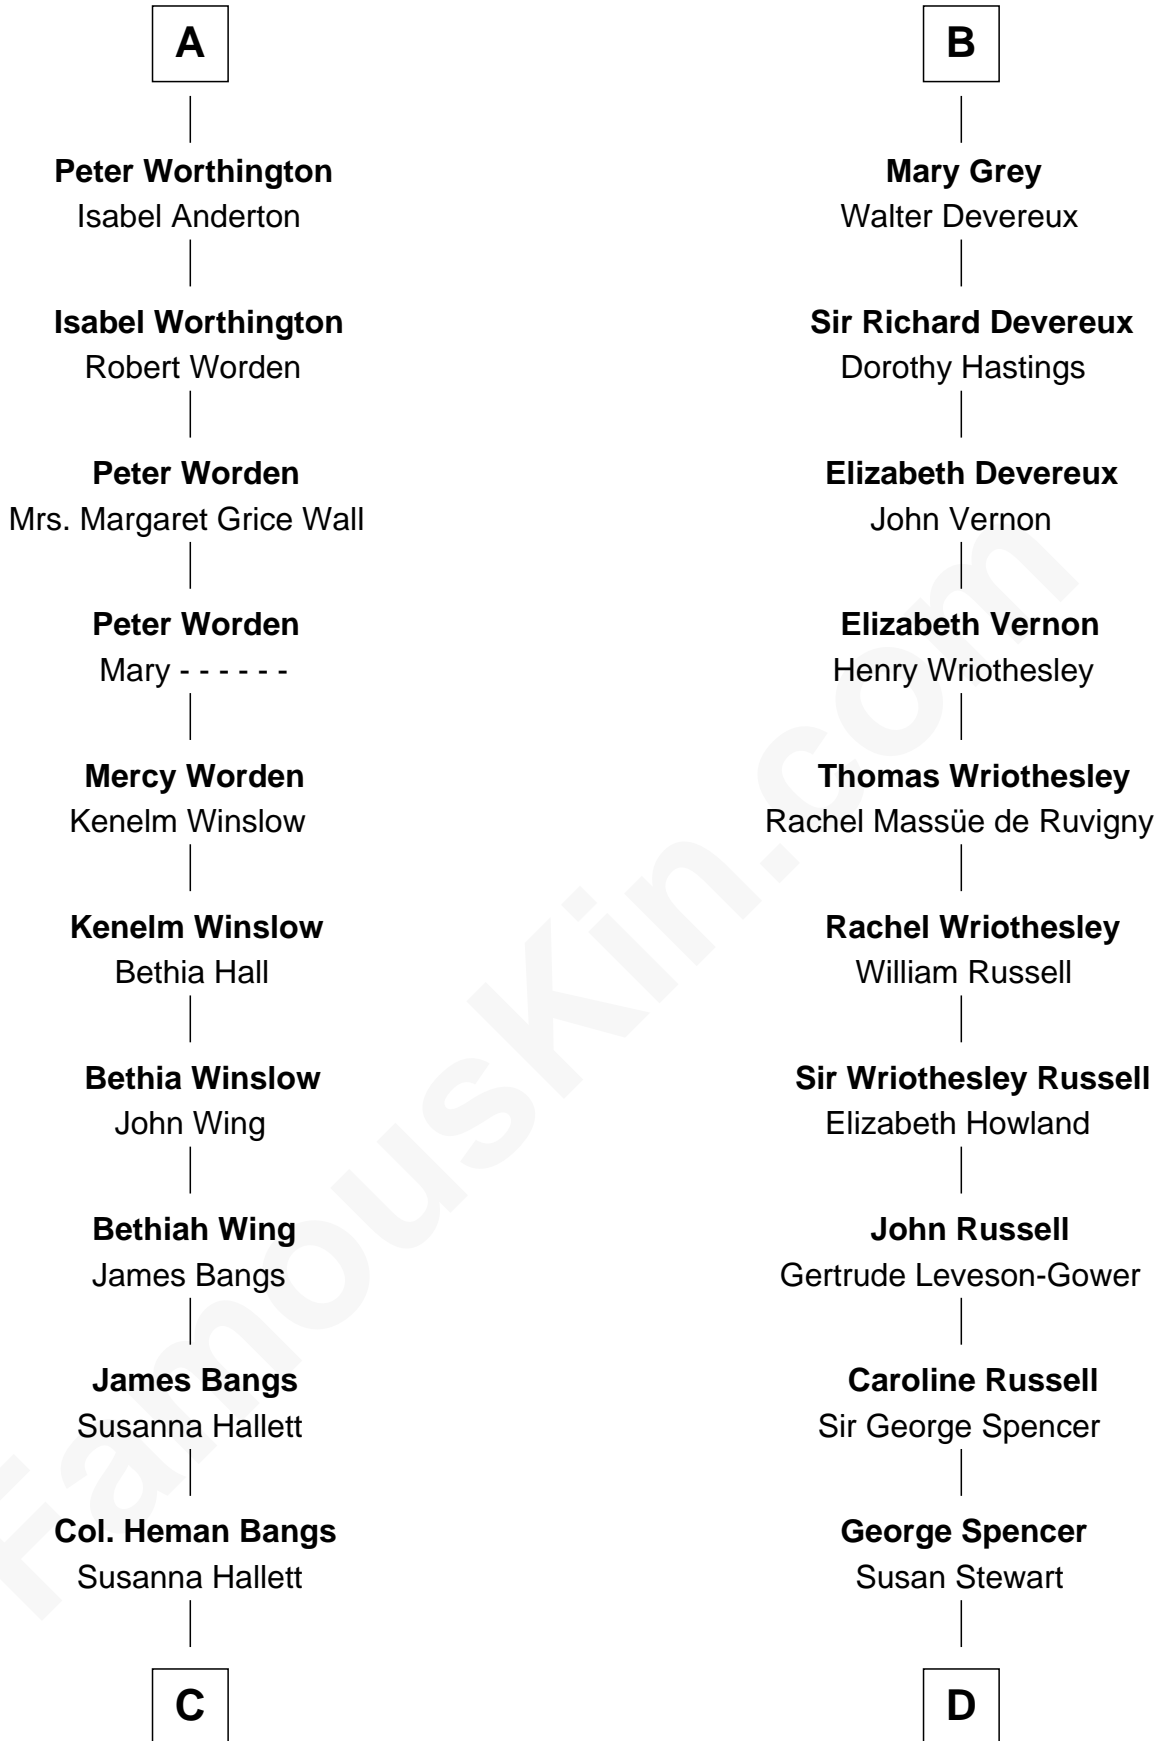 A
Peter Worthington
Isabel Anderton
Isabel Worthington
Robert Worden
Peter Worden
Mrs. Margaret Grice Wall
Peter Worden
Mary - - - - - -
Mercy Worden
Kenelm Winslow
Kenelm Winslow
Bethia Hall
Bethia Winslow
John Wing
Bethiah Wing
James Bangs
James Bangs
Susanna Hallett
Col. Heman Bangs
Susanna Hallett
C
B
Mary Grey
Walter Devereux
Sir Richard Devereux
Dorothy Hastings
Elizabeth Devereux
John Vernon
Elizabeth Vernon
Henry Wriothesley
Thomas Wriothesley
Rachel Massüe de Ruvigny
Rachel Wriothesley
William Russell
Sir Wriothesley Russell
Elizabeth Howland
John Russell
Gertrude Leveson-Gower
Caroline Russell
Sir George Spencer
George Spencer
Susan Stewart
D
FamousKin.com